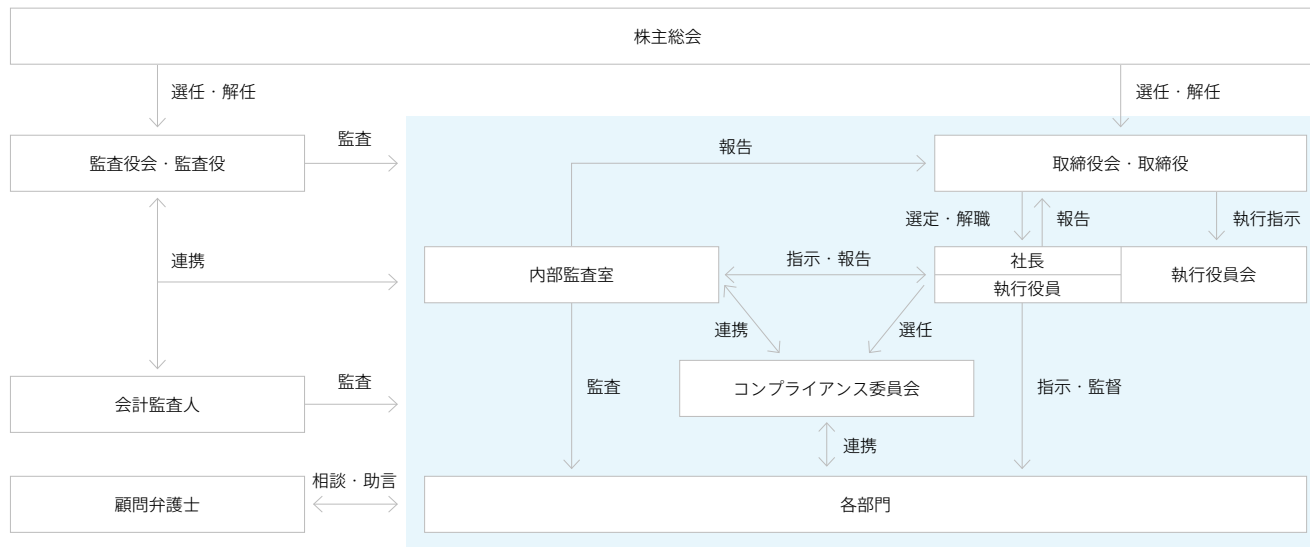 株主総会
選任・解任
選任・解任
監査役会・監査役
監査
報告
取締役会・取締役
選定・解職
報告
執行指示
連携
内部監査室
指示・報告
社長
執行役員
執行役員会
連携
選任
会計監査人
監査
監査
コンプライアンス委員会
指示・監督
連携
顧問弁護士
相談・助言
各部門